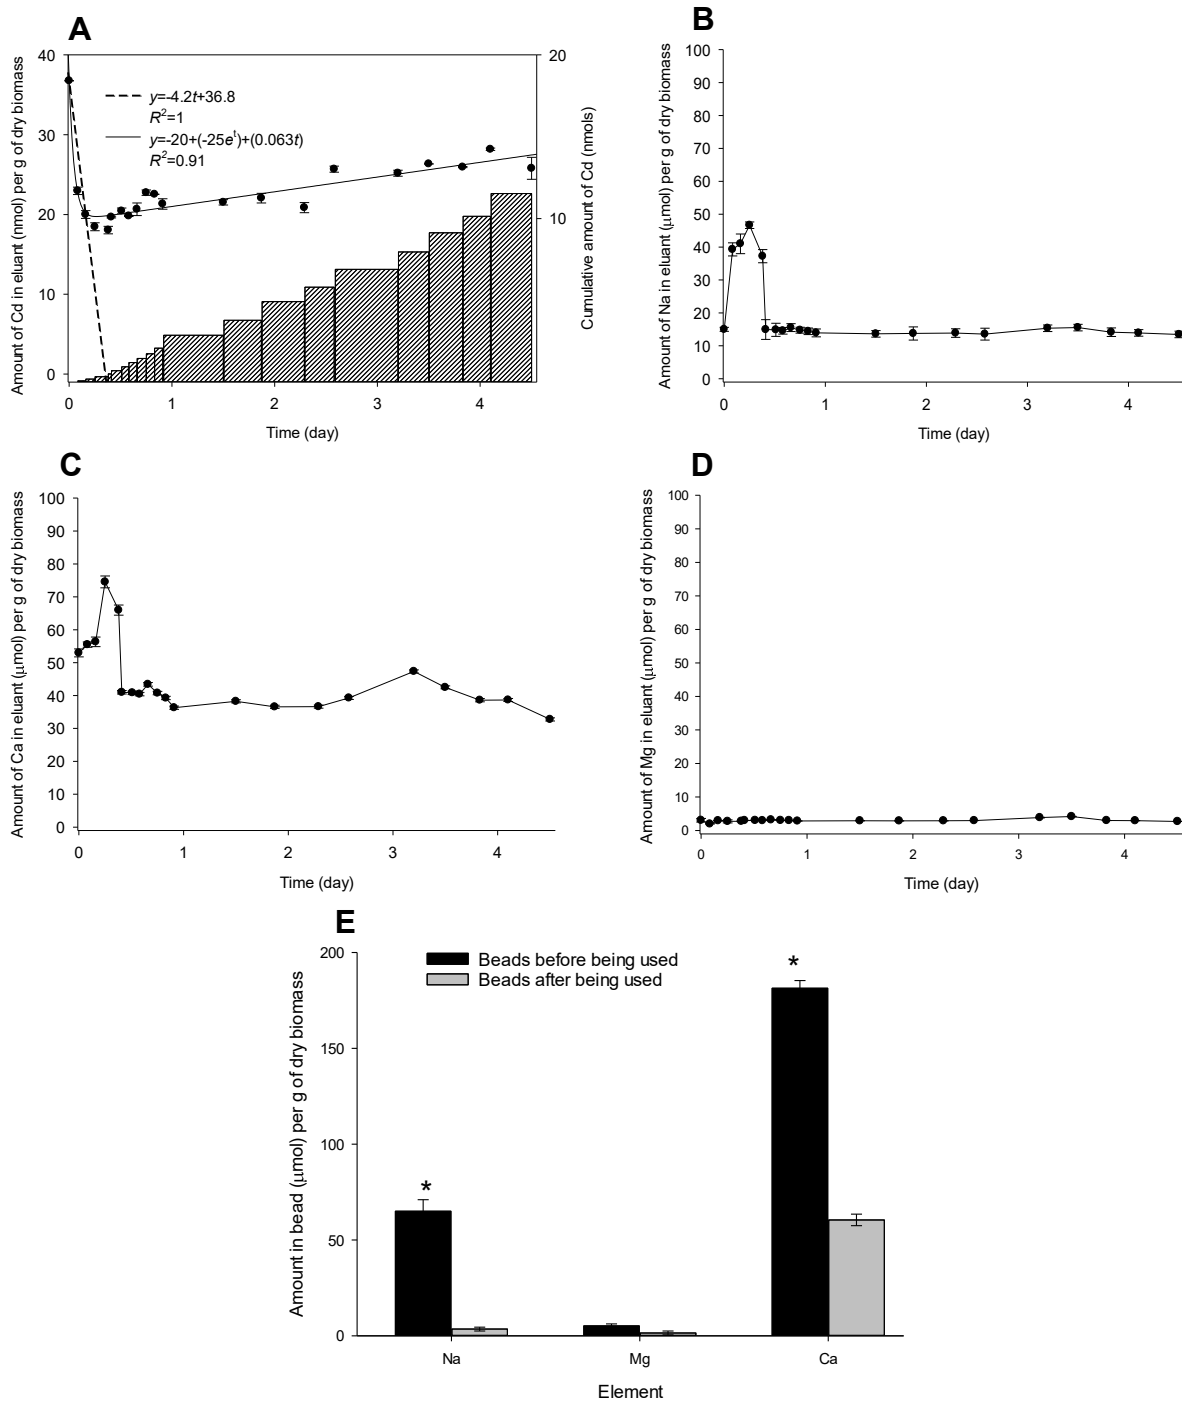 A
Amount of Cd in eluant (nmol) per g of dry biomass
40
30
20
10
0
y=-4.2t+36.8
R²=1
y=-20+(-25eᵗ)+(0.063t)
R²=0.91
20
10
Cumulative amount of Cd (nmols)
0
1
2
3
4
Time (day)
B
Amount of Na in eluant (μmol) per g of dry biomass
100
90
80
70
60
50
40
30
20
10
0
0
1
2
3
4
Time (day)
C
Amount of Ca in eluant (μmol) per g of dry biomass
100
90
80
70
60
50
40
30
20
10
0
0
1
2
3
4
Time (day)
D
Amount of Mg in eluant (μmol) per g of dry biomass
100
90
80
70
60
50
40
30
20
10
0
0
1
2
3
4
Time (day)
E
Amount in bead (μmol) per g of dry biomass
200
150
100
50
0
Beads before being used
Beads after being used
*
*
Na
Mg
Ca
Element